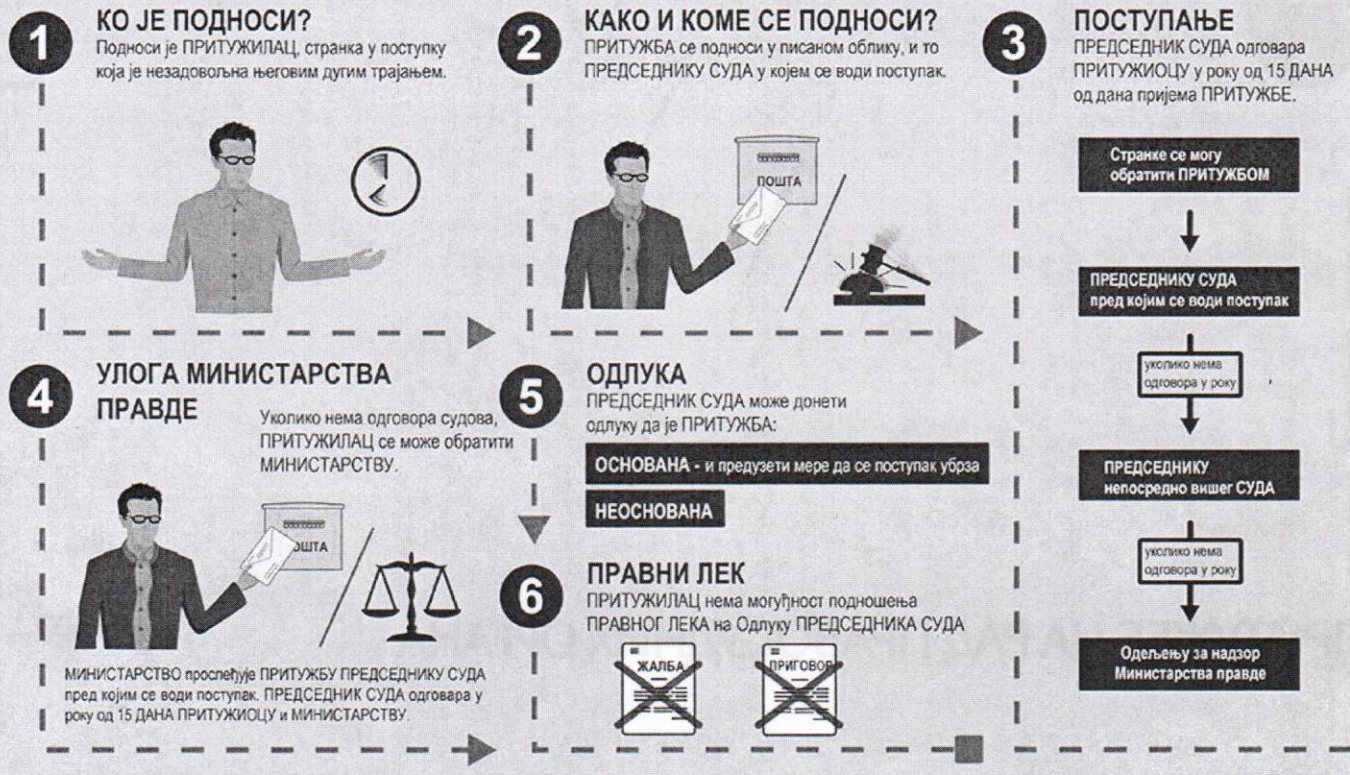 1
КО ЈЕ ПОДНОСИ?
Подноси је ПРИТУЖИЛАЦ, странка у поступку
која је незадовољна његовим дугим трајањем.
2
КАКО И КОМЕ СЕ ПОДНОСИ?
ПРИТУЖБА се подноси у писаном облику, и то
ПРЕДСЕДНИКУ СУДА у којем се води поступак.
ПОШТА
3
ПОСТУПАЊЕ
ПРЕДСЕДНИК СУДА одговара
ПРИТУЖИОЦУ у року од 15 ДАНА
од дана пријема ПРИТУЖБЕ.
Странке се могу
обратити ПРИТУЖБОМ
ПРЕДСЕДНИКУ СУДА
пред којим се води поступак
уколико нема
одговора у року
ПРЕДСЕДНИКУ
непосредно вишег СУДА
уколико нема
одговора у року
Одељењу за надзор
Министарства правде
4
УЛОГА МИНИСТАРСТВА
ПРАВДЕ
Уколико нема одговора судова,
ПРИТУЖИЛАЦ се може обратити
МИНИСТАРСТВУ.
ОШТА
МИНИСТАРСТВО прослеђује ПРИТУЖБУ ПРЕДСЕДНИКУ СУДА
пред којим се води поступак. ПРЕДСЕДНИК СУДА одговара у
року од 15 ДАНА ПРИТУЖИОЦУ и МИНИСТАРСТВУ.
5
ОДЛУКА
ПРЕДСЕДНИК СУДА може донети
одлуку да је ПРИТУЖБА:
ОСНОВАНА - и предузети мере да се поступак убрза
НЕОСНОВАНА
6
ПРАВНИ ЛЕК
ПРИТУЖИЛАЦ нема могућност подношења
ПРАВНОГ ЛЕКА на Одлуку ПРЕДСЕДНИКА СУДА
ЖАЛБА
ПРИГОВОР